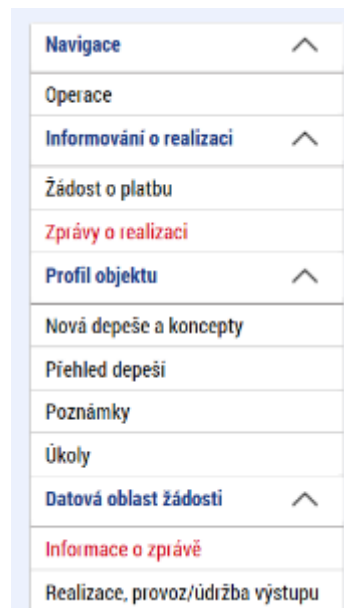 Navigace
Operace
Informování o realizaci
Žádost o platbu
Zprávy o realizaci
Profil objektu
Nová depeše a koncepty
Přehled depeší
Poznámky
Úkoly
Datová oblast žádosti
Informace o zprávě
Realizace, provoz/údržba výstupu